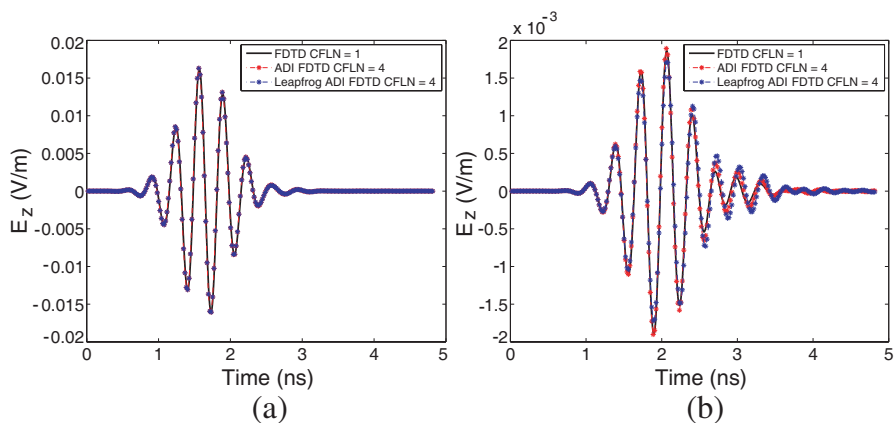 FDTD CFLN = 1
ADI FDTD CFLN = 4
Leapfrog ADI FDTD CFLN = 4
0.02
0.015
0.01
0.005
0
-0.005
-0.01
-0.015
-0.02
E_z (V/m)
0 1 2 3 4 5
Time (ns)
(a)
x 10^-3
FDTD CFLN = 1
ADI FDTD CFLN = 4
Leapfrog ADI FDTD CFLN = 4
2
1.5
1
0.5
0
-0.5
-1
-1.5
-2
E_z (V/m)
0 1 2 3 4 5
Time (ns)
(b)